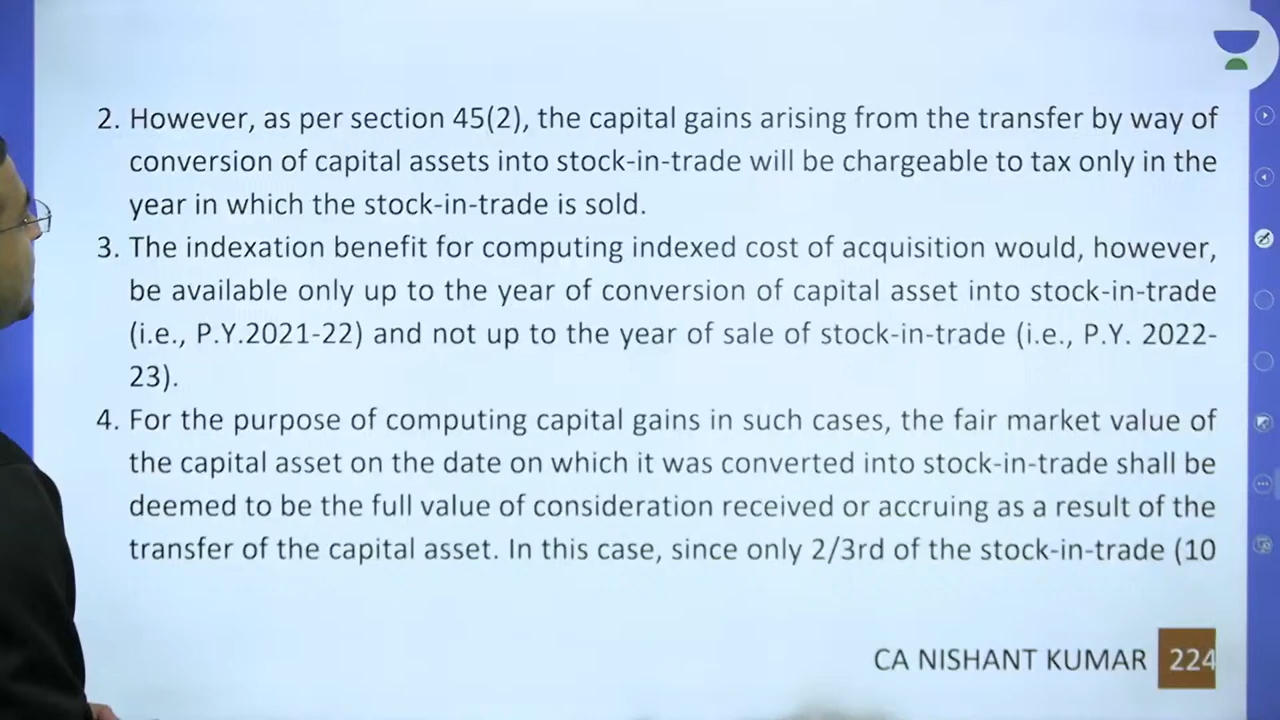 2. However, as per section 45(2), the capital gains arising from the transfer by way of
conversion of capital assets into stock-in-trade will be chargeable to tax only in the
year in which the stock-in-trade is sold.
3. The indexation benefit for computing indexed cost of acquisition would, however,
be available only up to the year of conversion of capital asset into stock-in-trade
(i.e., P.Y.2021-22) and not up to the year of sale of stock-in-trade (i.e., P.Y. 2022-
23).
4. For the purpose of computing capital gains in such cases, the fair market value of
the capital asset on the date on which it was converted into stock-in-trade shall be
deemed to be the full value of consideration received or accruing as a result of the
transfer of the capital asset. In this case, since only 2/3rd of the stock-in-trade (10
CA NISHANT KUMAR 224